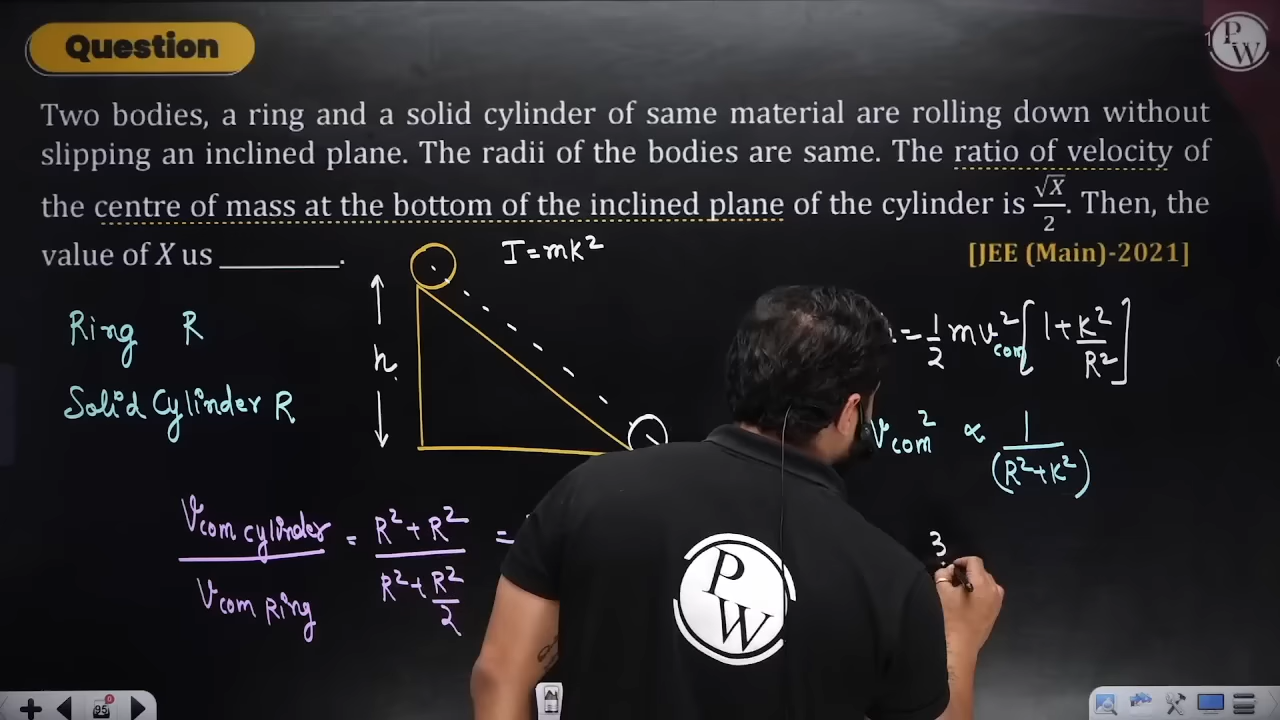 Question
Two bodies, a ring and a solid cylinder of same material are rolling down without
slipping an inclined plane. The radii of the bodies are same. The ratio of velocity of
the centre of mass at the bottom of the inclined plane of the cylinder is √X/2. Then, the
value of X us ________.
[JEE (Main)-2021]
I = mk²
Ring R
Solid Cylinder R
h
= 1/2 mv²com [1 + K²/R²]
Vcom² ∝ 1/(R²+K²)
Vcom cylinder / Vcom Ring = (R² + R²) / (R² + R²/2) =
3
PW
PW
95